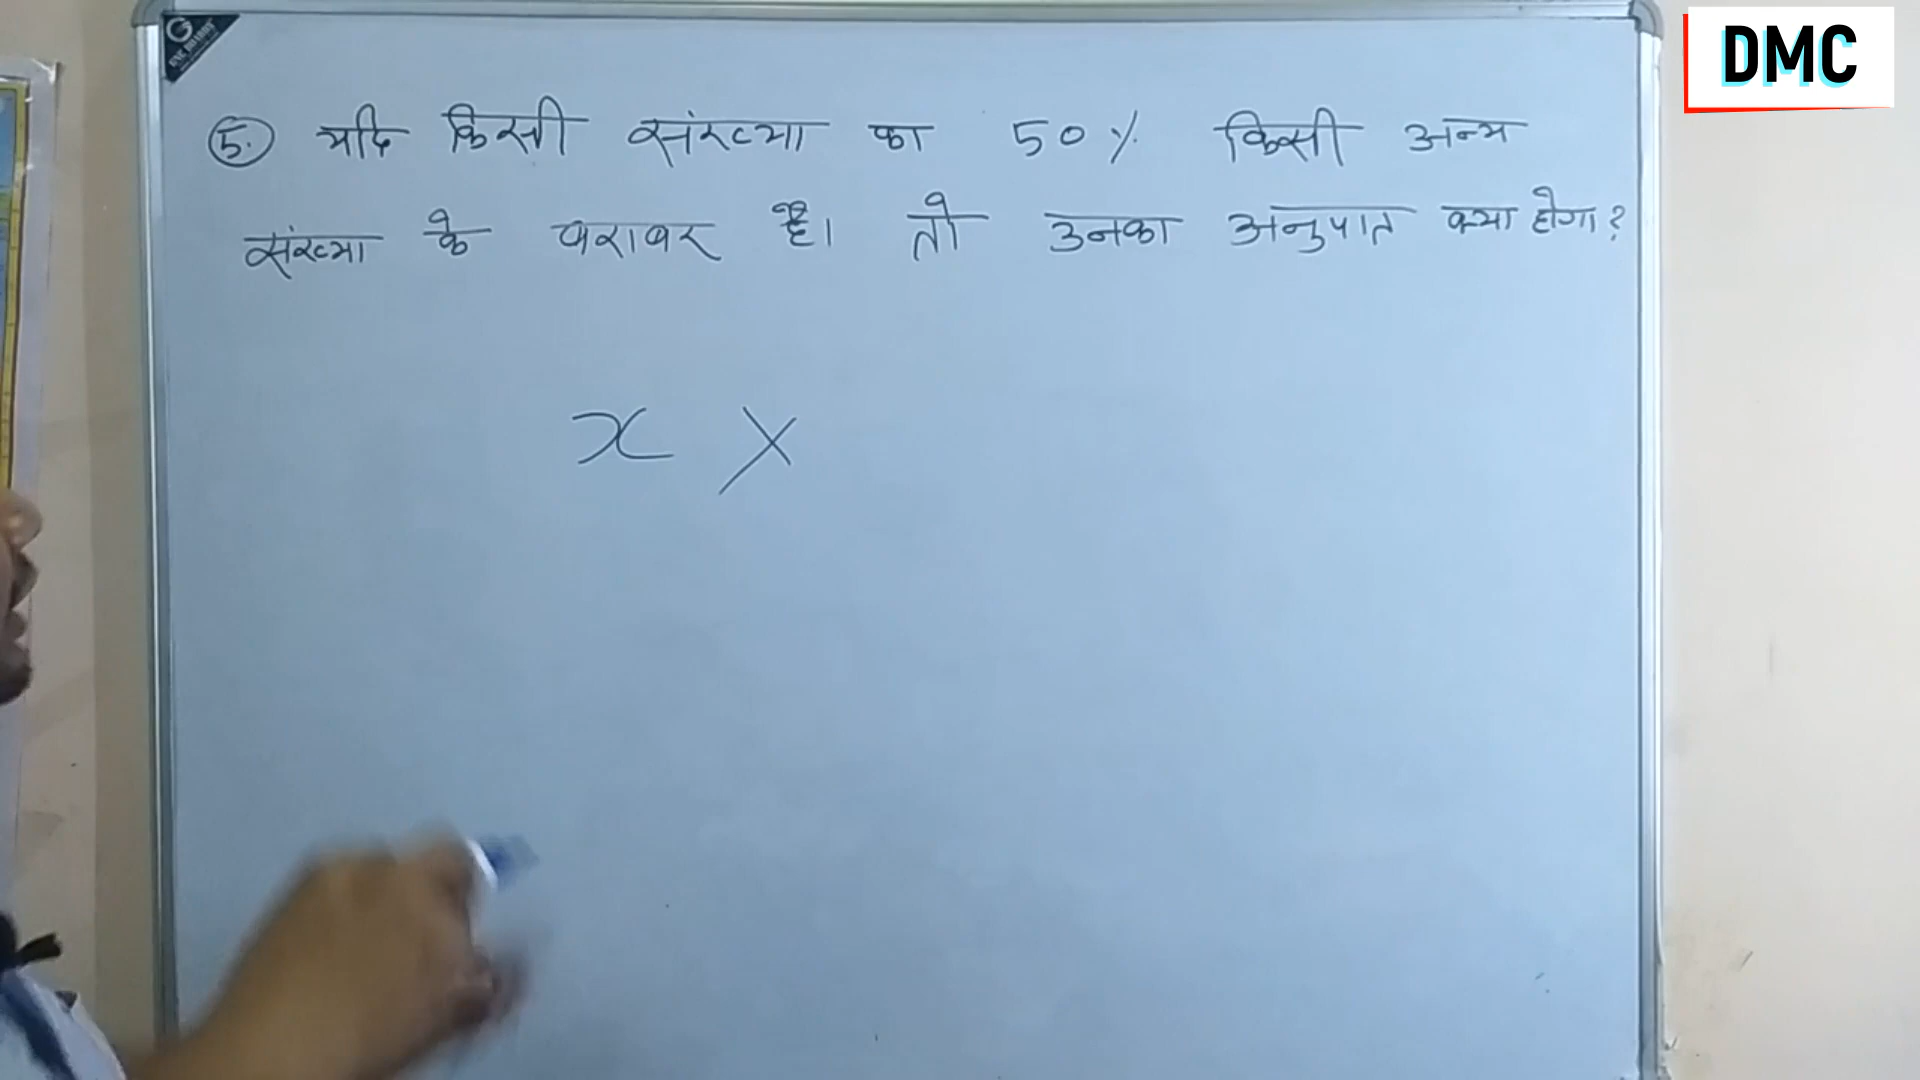 DMC
5. यदि किसी संख्या का 50% किसी अन्य
संख्या के बराबर है। तो उनका अनुपात क्या होगा?
x ×